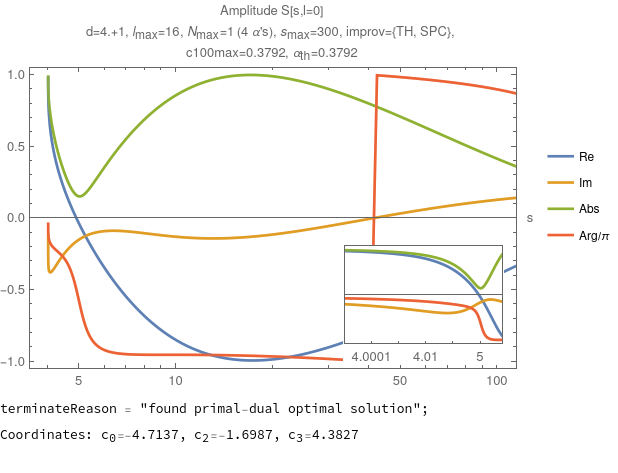 Amplitude S[s,l=0]
d=4.+1, lmax=16, Nmax=1 (4 α's), smax=300, improv={TH, SPC},
c100max=0.3792, αth=0.3792
1.0
0.5
0.0
-0.5
-1.0
s
5
10
50
100
4.0001
4.01
5
Re
Im
Abs
Arg/π
terminateReason = "found primal-dual optimal solution";
Coordinates: c0=-4.7137, c2=-1.6987, c3=4.3827